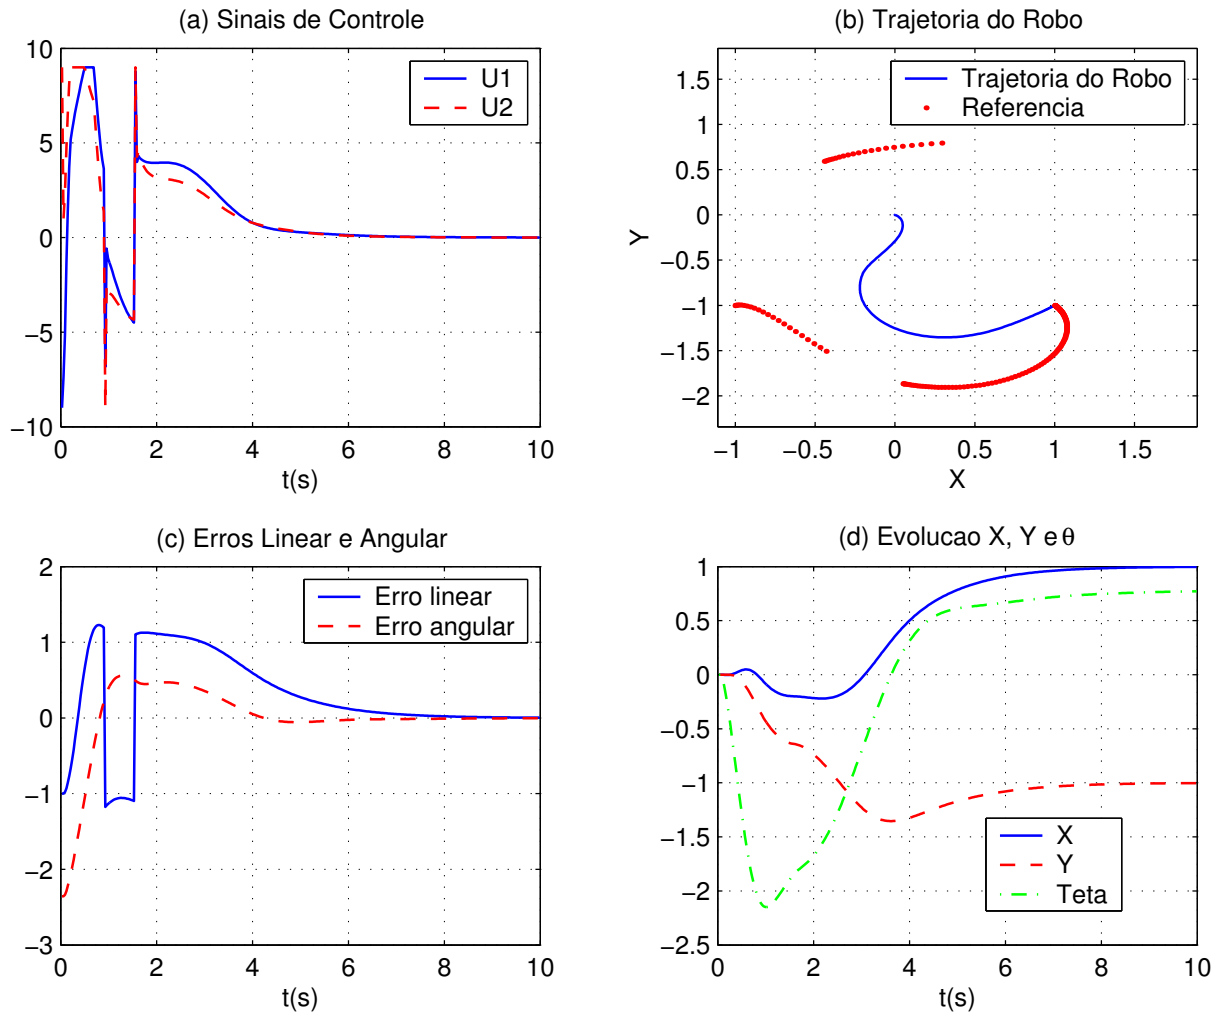 (a) Sinais de Controle
10
5
0
−5
−10
0 2 4 6 8 10
t(s)
U1
U2
(b) Trajetoria do Robo
1.5
1
0.5
0
−0.5
−1
−1.5
−2
−1 −0.5 0 0.5 1 1.5
X
Y
Trajetoria do Robo
Referencia
(c) Erros Linear e Angular
2
1
0
−1
−2
−3
0 2 4 6 8 10
t(s)
Erro linear
Erro angular
(d) Evolucao X, Y e θ
1
0.5
0
−0.5
−1
−1.5
−2
−2.5
0 2 4 6 8 10
t(s)
X
Y
Teta